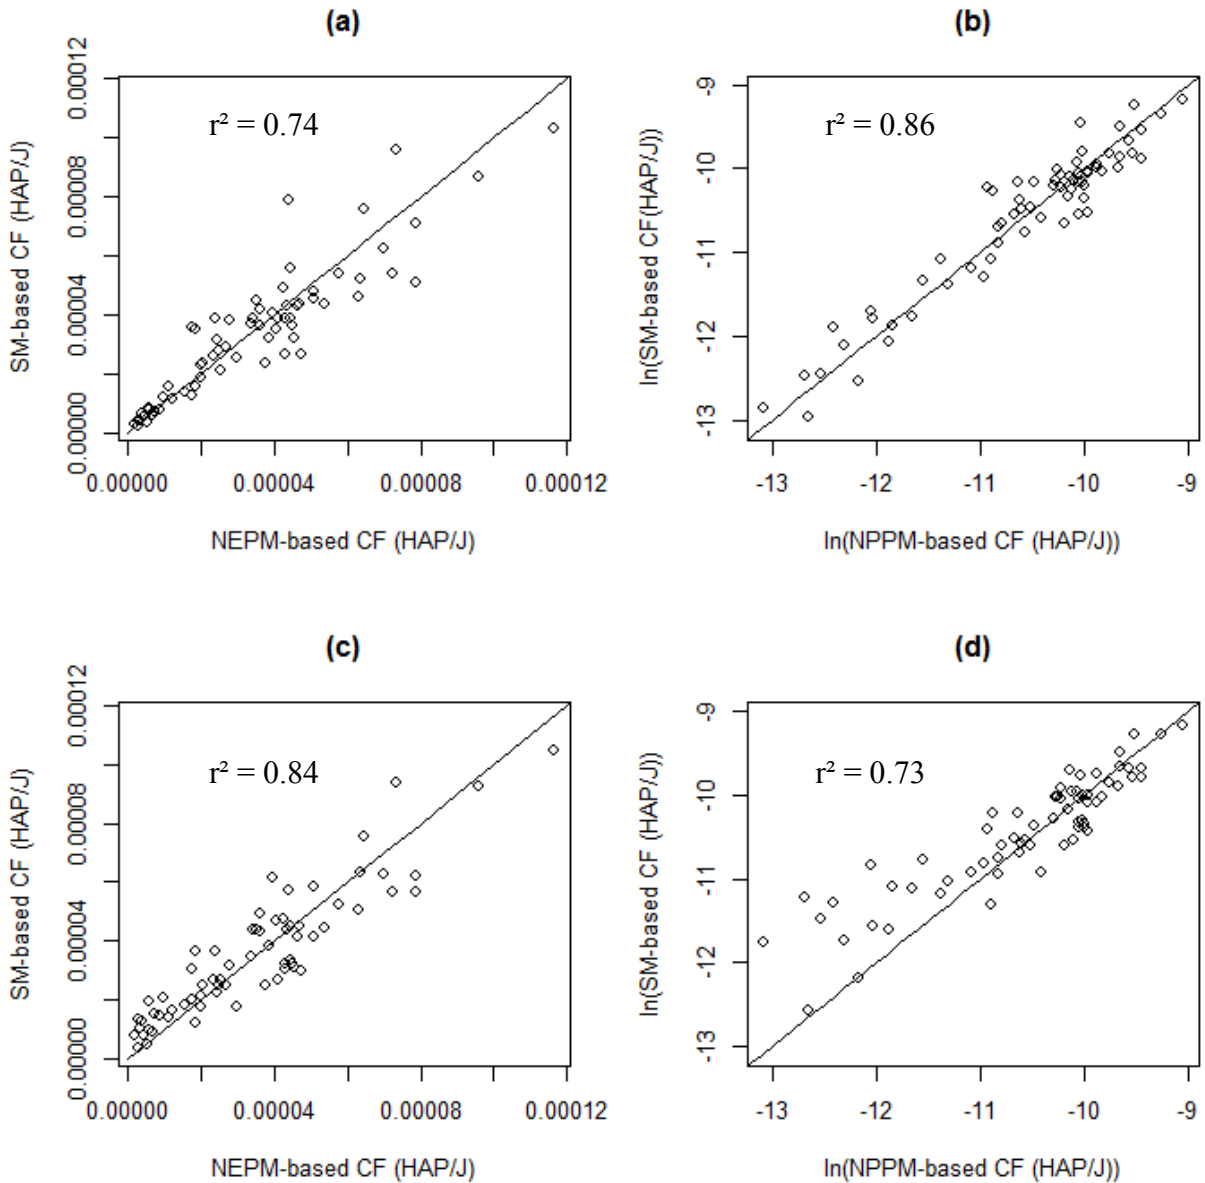 (a)
r² = 0.74
SM-based CF (HAP/J)
0.00000 0.00004 0.00008 0.00012
0.00000 0.00004 0.00008 0.00012
NEPM-based CF (HAP/J)
(b)
r² = 0.86
ln(SM-based CF(HAP/J))
-13 -12 -11 -10 -9
-13 -12 -11 -10 -9
ln(NPPM-based CF (HAP/J))
(c)
r² = 0.84
SM-based CF (HAP/J)
0.00000 0.00004 0.00008 0.00012
0.00000 0.00004 0.00008 0.00012
NEPM-based CF (HAP/J)
(d)
r² = 0.73
ln(SM-based CF (HAP/J))
-13 -12 -11 -10 -9
-13 -12 -11 -10 -9
ln(NPPM-based CF (HAP/J))